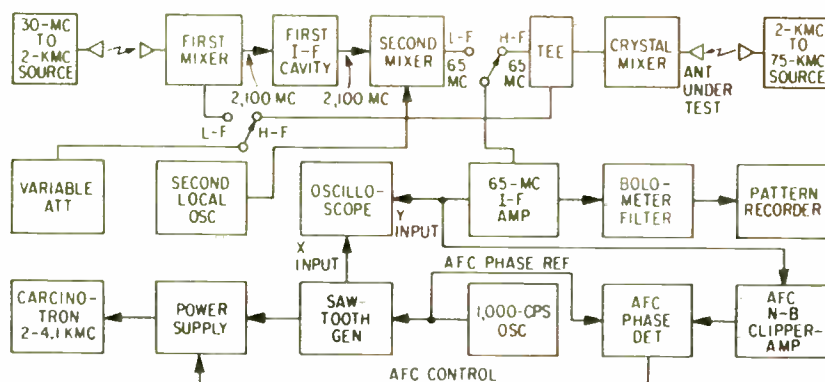 30-MC
TO
2-KMC
SOURCE
FIRST
MIXER
FIRST
I-F
CAVITY
SECOND
MIXER
L-F
65
MC
H-F
65
MC
TEE
CRYSTAL
MIXER
ANT
UNDER
TEST
2-KMC
TO
75-KMC
SOURCE
2,100 MC
2,100 MC
L-F
H-F
VARIABLE
ATT
SECOND
LOCAL
OSC
OSCILLO-
SCOPE
Y
INPUT
65-MC
I-F
AMP
BOLO-
METER
FILTER
PATTERN
RECORDER
X
INPUT
AFC PHASE REF
CARCINO-
TRON
2-4.1 KMC
POWER
SUPPLY
SAW-
TOOTH
GEN
1,000-CPS
OSC
AFC
PHASE
DET
AFC
N-B
CLIPPER-
AMP
AFC CONTROL